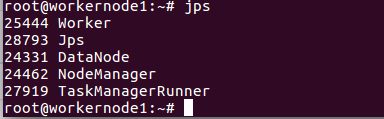 root@workernode1:~# jps
25444 Worker
28793 Jps
24331 DataNode
24462 NodeManager
27919 TaskManagerRunner
root@workernode1:~#